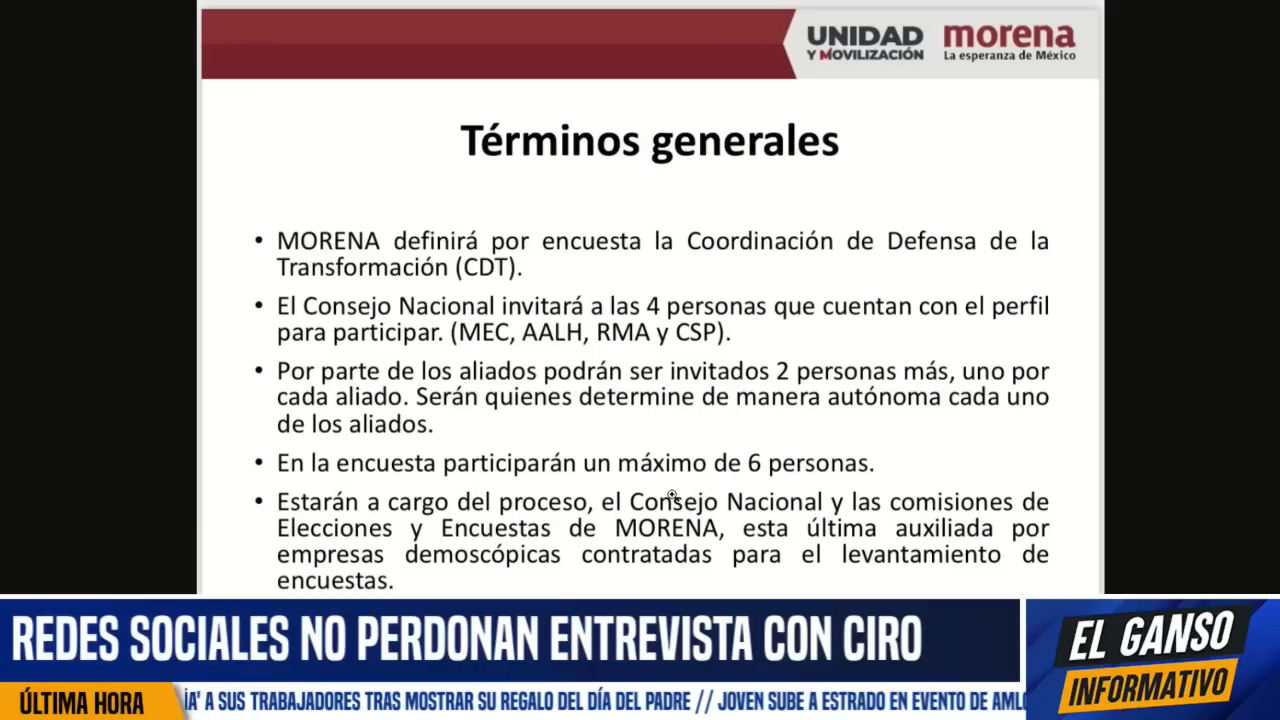 UNIDAD
Y MOVILIZACIÓN
morena
La esperanza de México
Términos generales
• MORENA definirá por encuesta la Coordinación de Defensa de la
Transformación (CDT).
• El Consejo Nacional invitará a las 4 personas que cuentan con el perfil
para participar. (MEC, AALH, RMA y CSP).
• Por parte de los aliados podrán ser invitados 2 personas más, uno por
cada aliado. Serán quienes determine de manera autónoma cada uno
de los aliados.
• En la encuesta participarán un máximo de 6 personas.
• Estarán a cargo del proceso, el Consejo Nacional y las comisiones de
Elecciones y Encuestas de MORENA, esta última auxiliada por
empresas demoscópicas contratadas para el levantamiento de
encuestas.
REDES SOCIALES NO PERDONAN ENTREVISTA CON CIRO
EL GANSO
INFORMATIVO
ÚLTIMA HORA
ÍA' A SUS TRABAJADORES TRAS MOSTRAR SU REGALO DEL DÍA DEL PADRE // JOVEN SUBE A ESTRADO EN EVENTO DE AMLO